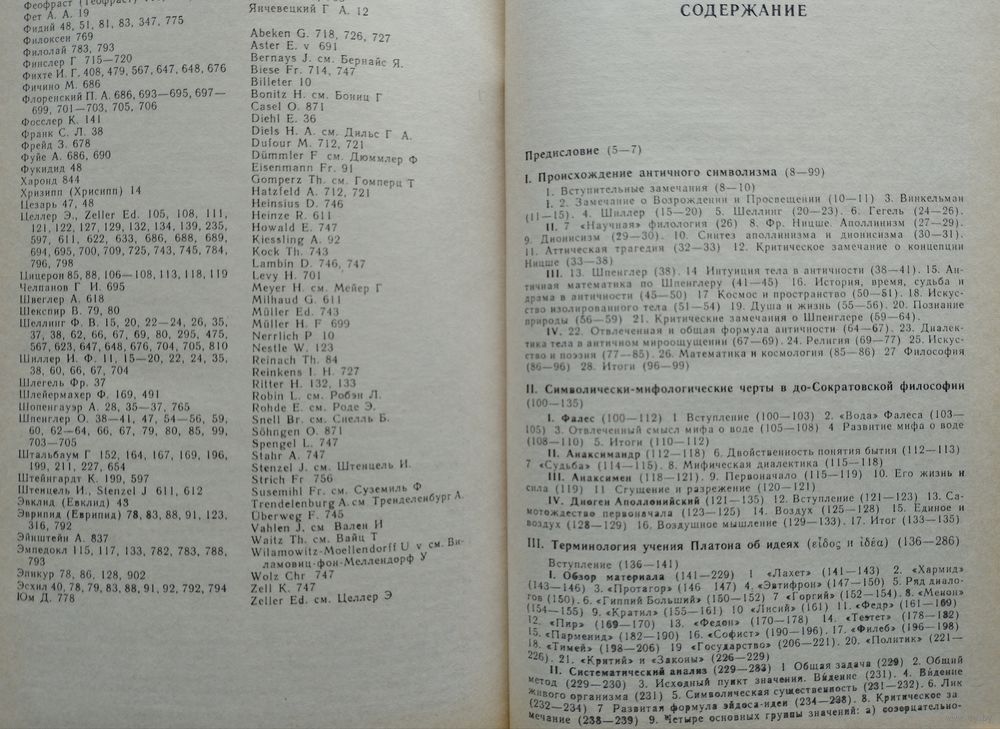 Феофраст (Теофраст)
Фет А. А. 19
Фидий 48, 51, 81, 83, 347, 775
Филоксен 769
Филолай 783, 793
Финслер Г 715—720
Фихте И. Г. 408, 479, 567, 647, 648, 676
Фичино М. 686
Флоренский П. А. 686, 693—695, 697—
699, 701—703, 705, 706
Фосслер К. 141
Франк С. Л. 38
Фрейд З. 678
Фуйе А. 686, 690
Фукидид 48
Харонд 844
Хризипп (Хрисипп) 14
Цезарь 47, 48
Целлер Э., Zeller Ed. 105, 108, 111,
121, 122, 127, 129, 132, 134, 139, 235,
597, 611, 622, 633, 686, 688, 689,
694, 695, 700, 709, 725, 743, 745, 784,
796, 798
Цицерон 85, 88, 106—108, 113, 118, 119
Челпанов Г И. 695
Швеглер А. 618
Шекспир В. 79, 80
Шеллинг Ф. В. 15, 20, 22—24, 26, 35,
37, 38, 62, 66, 67, 69, 80, 295, 475,
567, 623, 647, 648, 676, 704, 705, 810
Шиллер И. Ф. 11, 15—20, 22, 24, 35,
38, 60, 66, 67, 704
Шлегель Фр. 37
Шлейермахер Ф. 169, 491
Шопенгауэр А. 28, 35—37, 765
Шпенглер О. 38—41, 47, 54—56, 59,
60, 62—64, 66, 67, 79, 80, 85, 99,
703—705
Штальбаум Г 152, 164, 167, 169, 196,
199, 211, 227, 654
Штейнгардт К. 199, 597
Штенцель И., Stenzel J 611, 612
Эвклид (Евклид) 43
Эврипид (Еврипид) 78, 83, 88, 91, 123,
316, 792
Эйнштейн А. 837
Эмпедокл 115, 117, 133, 782, 783, 788,
793
Эпикур 78, 86, 128, 902
Эсхил 40, 78, 79, 83, 88, 91, 92, 792, 794
Юм Д. 778
Янчевецкий Г А. 12
Abeken G. 718, 726, 727
Aster E. v 691
Bernays J. см. Бернайс Я.
Biese Fr. 714, 747
Billeter 10
Bonitz H см. Бониц Г
Casel O. 871
Diehl E. 36
Diels H. A. см. Дильс Г А.
Dufour M. 712, 721
Dümmler F см. Дюммлер Ф
Eisenmann Fr. 91
Gomperz Th. см. Гомперц Т
Hatzfeld A. 712, 721
Heinsius D. 746
Heinze R. 611
Howald E. 747
Kiessling A. 92
Kock Th. 743
Lambin D. 746, 747
Levy H. 701
Meyer H см. Мейер Г
Milhaud G. 611
Müller Ed. 743
Müller H F 699
Nerrlich P 10
Nestle W. 123
Reinach Th. 84
Reinkens I. H. 727
Ritter H. 132, 133
Robin L. см. Робэн Л.
Rohde E. см. Роде Э.
Snell Br. см. Снелль Б.
Söhngen O. 871
Spengel L. 747
Stahr A. 747
Stenzel J. см. Штенцель И.
Strich Fr 756
Susemihl Fr. см. Суземиль Ф
Trendelenburg A. см Тренделенбург А.
Überweg F. 745
Vahlen J. см Вален И
Waitz Th. см. Вайтц Т
Wilamowitz-Moellendorff U v см. Ви-
ламовиц-фон-Меллендорф У
Wolz Chr 747
Zell K. 747
Zeller Ed. см. Целлер Э
СОДЕРЖАНИЕ
Предисловие (5—7)
I. Происхождение античного символизма (8—99)
I. Вступительные замечания (8—10)
I. 2. Замечание о Возрождении и Просвещении (10—11) 3. Винкельман
(11—15). 4. Шиллер (15—20) 5. Шеллинг (20—23). 6. Гегель (24—26).
II. 7 «Научная» филология (26) 8. Фр. Ницше. Аполлинизм (27—29).
9. Дионисизм (29—30). 10. Синтез аполлинизма и дионисизма (30—31).
11. Аттическая трагедия (32—33) 12. Критическое замечание о концепции
Ницше (33—38)
III. 13. Шпенглер (38). 14 Интуиция тела в античности (38—41). 15. Ан-
тичная математика по Шпенглеру (41—45) 16. История, время, судьба и
драма в античности (45—50) 17 Космос и пространство (50—51). 18. Искус-
ство изолированного тела (51—54) 19. Душа и жизнь (55—56). 20. Познание
природы (56—59) 21. Критические замечания о Шпенглере (59—64).
IV. 22. Отвлеченная и общая формула античности (64—67). 23. Диалек-
тика тела в античном мироощущении (67—69). 24. Религия (69—77) 25. Искус-
ство и поэзия (77—85). 26. Математика и космология (85—86) 27 Философия
(86—96) 28. Итоги (96—99)
II. Символически-мифологические черты в до-Сократовской философии
(100—135)
I. Фалес (100—112) 1 Вступление (100—103) 2. «Вода» Фалеса (103—
105) 3. Отвлеченный смысл мифа о воде (105—108) 4 Развитие мифа о воде
(108—110) 5. Итоги (110—112)
II. Анаксимандр (112—118) 6. Двойственность понятия бытия (112—113)
7 «Судьба» (114—115). 8. Мифическая диалектика (115—118)
III. Анаксимен (118—121). 9. Первоначало (115—119) 10. Его жизнь и
сила (119) 11 Сгущение и разрежение (120—121)
IV. Диоген Аполлонийский (121—135). 12. Вступление (121—123) 13. Са-
мотождество первоначала (123—125) 14. Воздух (125—128) 15. Единое и
воздух (128—129) 16. Воздушное мышление (129—133). 17. Итог (133—135)
III. Терминология учения Платона об идеях (εἶδος и ἰδέα) (136—286)
Вступление (136—141)
I. Обзор материала (141—229) 1 «Лахет» (141—143) 2. «Хармид»
(143—146) 3. «Протагор» (146 147) 4. «Эвтифрон» (147—150) 5. Ряд диало-
гов (150). 6. «Гиппий Больший» (150—152) 7 «Горгий» (152—154). 8. «Менон»
(154—155) 9. «Кратил» (155—161) 10 «Лисий» (161) 11. «Федр» (161—169)
12. «Пир» (169—170) 13. «Федон» (170—178) 14. «Теэтет» (178—182)
15. «Парменид» (182—190) 16. «Софист» (190—196). 17. «Филеб» (196—198)
18. «Тимей» (198—206) 19 «Государство» (206—221). 20. «Политик» (221—
226). 21. «Критий» и «Законы» (226—229)
II. Систематический анализ (229—283) 1 Общая задача (229) 2. Общий
метод (229—230) 3. Исходный пункт значения. Видение (231). 4. Видение
живого организма (231) 5. Символическая существенность (231—232). 6. Лик
(232—234) 7 Развитая формула эйдоса-идеи (234—238). 8. Критическое за
мечание (238—239) 9. Четыре основных группы значений: а) созерцательно-